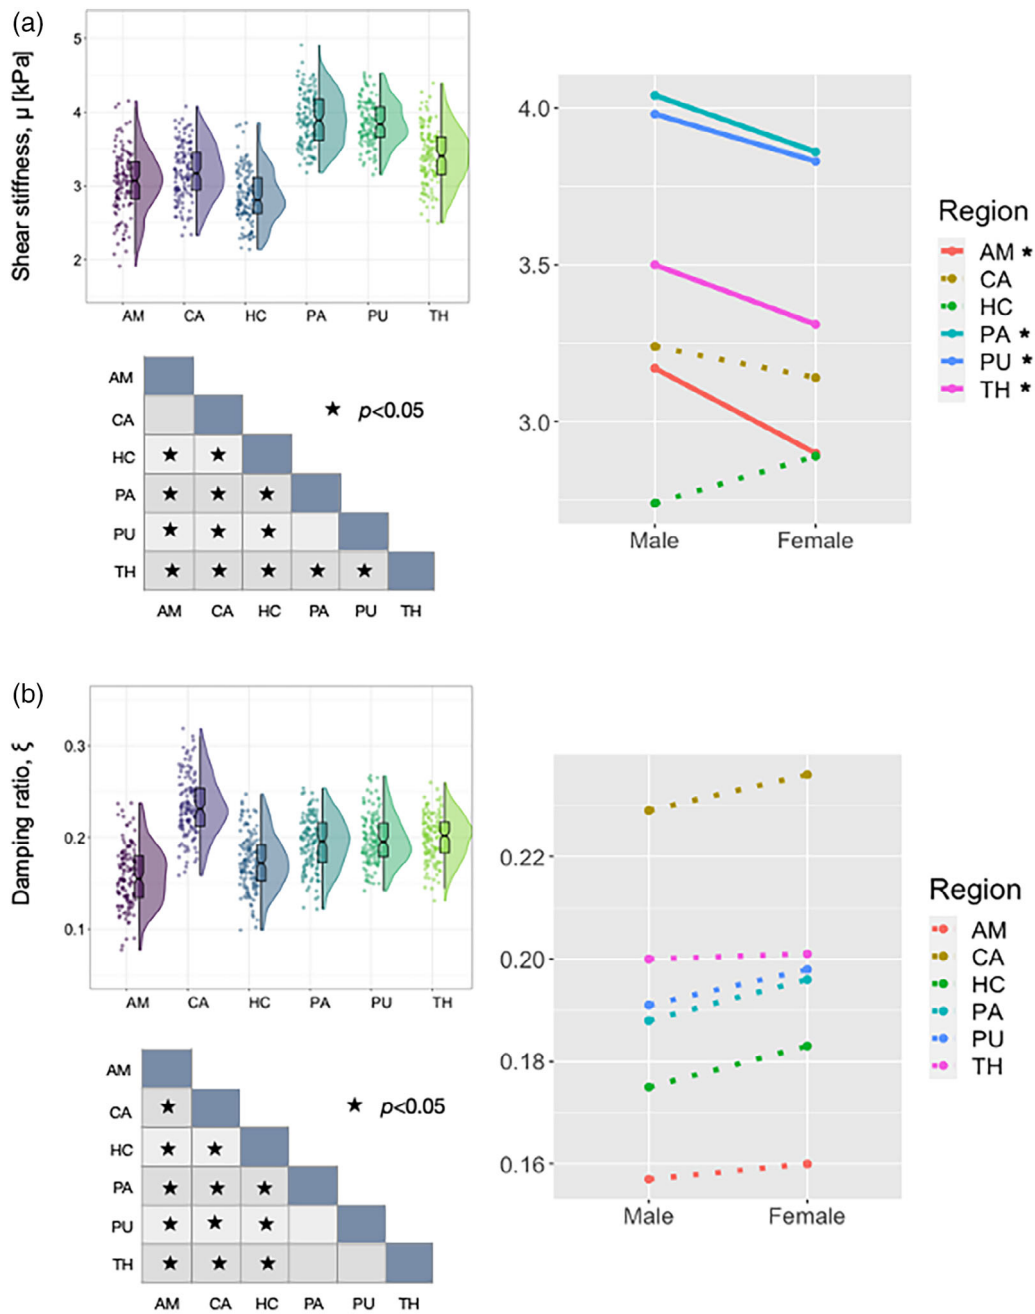 (a)
Shear stiffness, μ [kPa]
5
4
3
2
AM CA HC PA PU TH
4.0
3.5
3.0
Male Female
Region
AM *
CA
HC
PA *
PU *
TH *
AM
CA
HC
PA
PU
TH
AM CA HC PA PU TH
★ p<0.05
(b)
Damping ratio, ξ
0.3
0.2
0.1
AM CA HC PA PU TH
0.22
0.20
0.18
0.16
Male Female
Region
AM
CA
HC
PA
PU
TH
AM
CA
HC
PA
PU
TH
AM CA HC PA PU TH
★ p<0.05